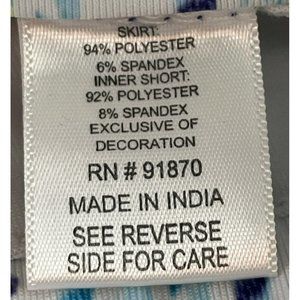 SKIRT:
94% POLYESTER
6% SPANDEX
INNER SHORT:
92% POLYESTER
8% SPANDEX
EXCLUSIVE OF
DECORATION
RN # 91870
MADE IN INDIA
SEE REVERSE
SIDE FOR CARE